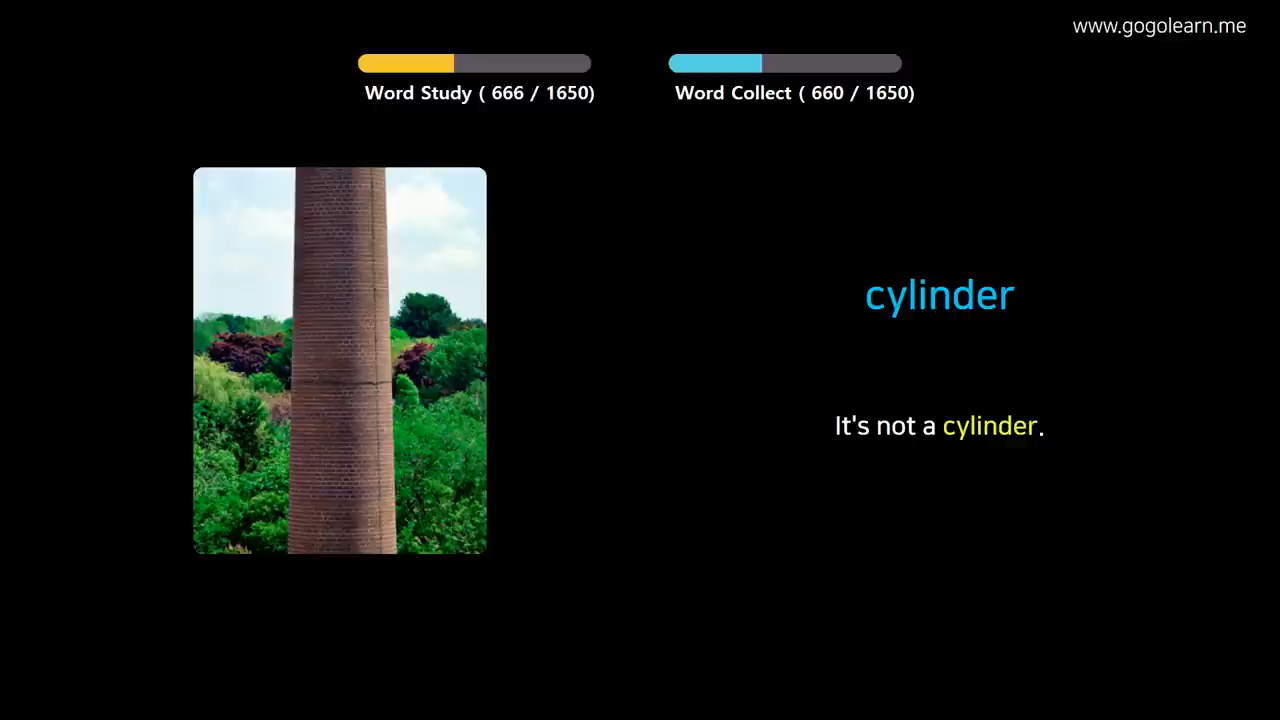 www.gogolearn.me
Word Study ( 666 / 1650)
Word Collect ( 660 / 1650)
cylinder
It's not a cylinder.